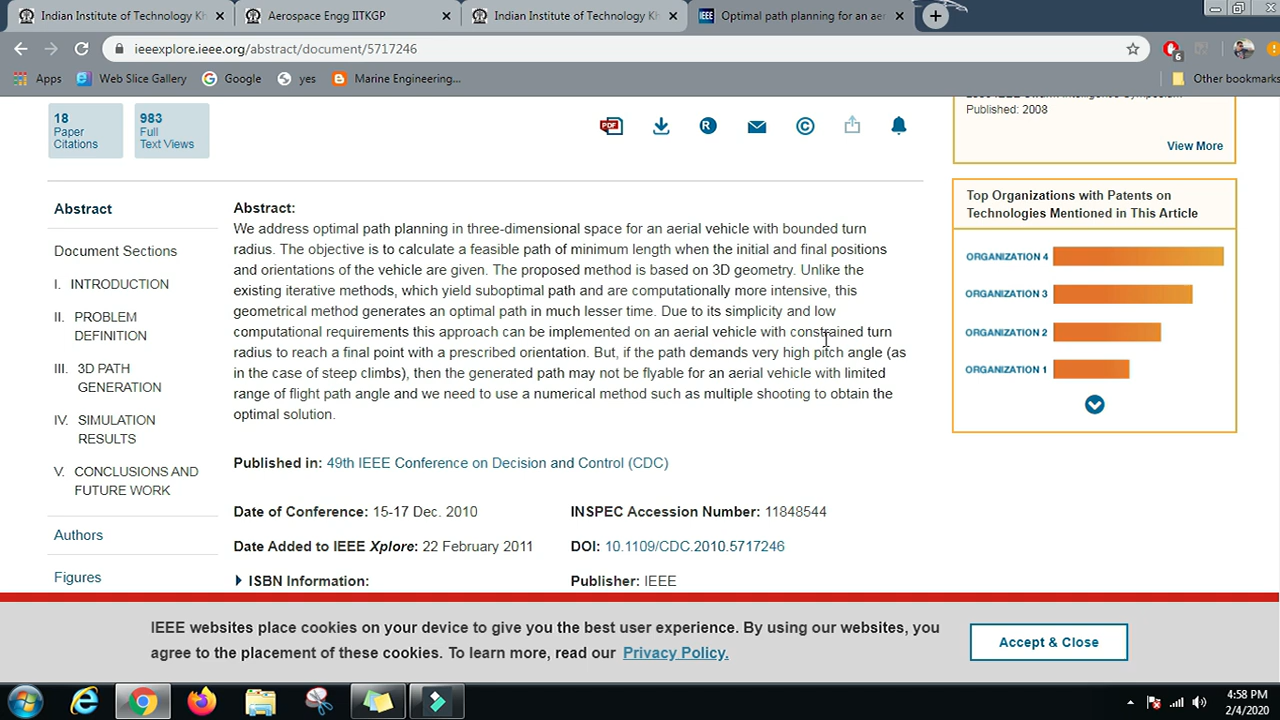 Indian Institute of Technology Kh
Aerospace Engg IITKGP
Indian Institute of Technology Kh
IEEE Optimal path planning for an aer
ieeexplore.ieee.org/abstract/document/5717246
6
Apps Web Slice Gallery Google yes Marine Engineering... Other bookmarks
18
Paper
Citations
983
Full
Text Views
PDF
R
©
Published: 2008
View More
Abstract
Document Sections
I. INTRODUCTION
II. PROBLEM
DEFINITION
III. 3D PATH
GENERATION
IV. SIMULATION
RESULTS
V. CONCLUSIONS AND
FUTURE WORK
Authors
Figures
Abstract:
We address optimal path planning in three-dimensional space for an aerial vehicle with bounded turn
radius. The objective is to calculate a feasible path of minimum length when the initial and final positions
and orientations of the vehicle are given. The proposed method is based on 3D geometry. Unlike the
existing iterative methods, which yield suboptimal path and are computationally more intensive, this
geometrical method generates an optimal path in much lesser time. Due to its simplicity and low
computational requirements this approach can be implemented on an aerial vehicle with constrained turn
radius to reach a final point with a prescribed orientation. But, if the path demands very high pitch angle (as
in the case of steep climbs), then the generated path may not be flyable for an aerial vehicle with limited
range of flight path angle and we need to use a numerical method such as multiple shooting to obtain the
optimal solution.
Published in: 49th IEEE Conference on Decision and Control (CDC)
Date of Conference: 15-17 Dec. 2010
INSPEC Accession Number: 11848544
Date Added to IEEE Xplore: 22 February 2011
DOI: 10.1109/CDC.2010.5717246
ISBN Information:
Publisher: IEEE
Top Organizations with Patents on
Technologies Mentioned in This Article
ORGANIZATION 4
ORGANIZATION 3
ORGANIZATION 2
ORGANIZATION 1
IEEE websites place cookies on your device to give you the best user experience. By using our websites, you
agree to the placement of these cookies. To learn more, read our Privacy Policy.
Accept & Close
4:58 PM
2/4/2020